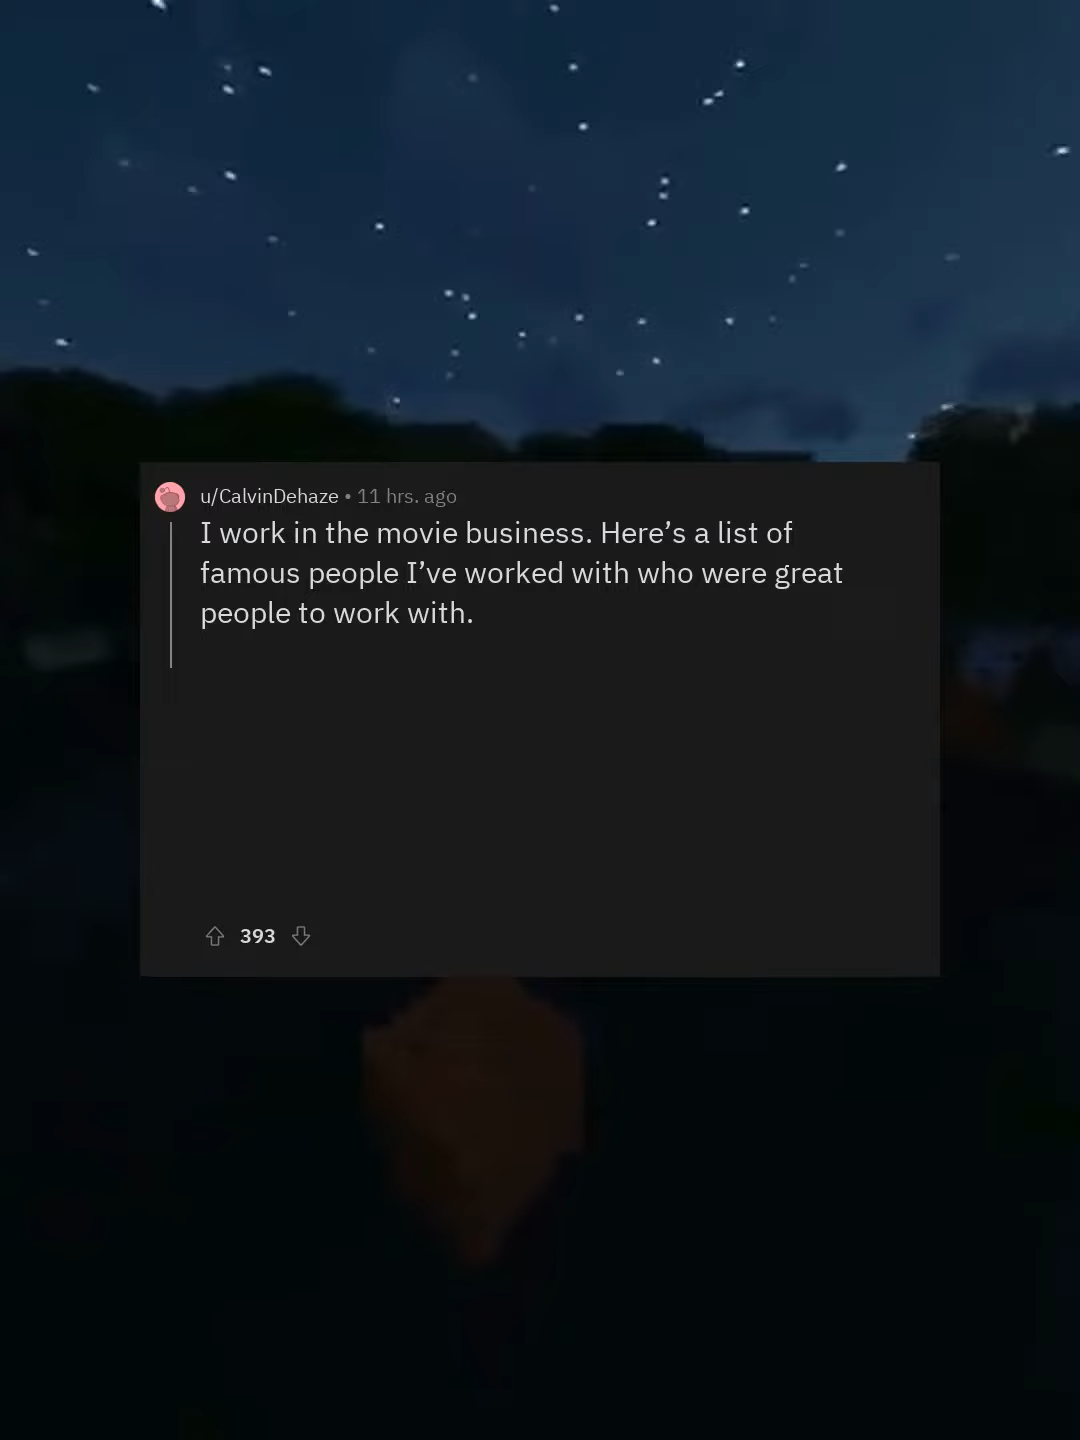 u/CalvinDehaze • 11 hrs. ago
I work in the movie business. Here’s a list of
famous people I’ve worked with who were great
people to work with.
393